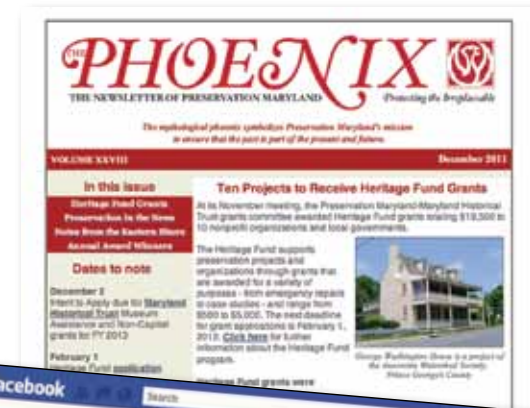 THE PHOENIX
THE NEWSLETTER OF PRESERVATION MARYLAND
Protecting the Irreplaceable
The mythological phoenix symbolizes Preservation Maryland's mission
to ensure that the past is part of the present and future.
VOLUME XXVIII
December 2011
In this issue
Heritage Fund Grants
Preservation in the News
Notes from the Eastern Shore
Annual Award Winners
Dates to note
December 2
Intent to Apply due for Maryland
Historical Trust Museum
Assistance and Non-Capital
grants for FY 2013
February 1
Heritage Fund application
Ten Projects to Receive Heritage Fund Grants
At its November meeting, the Preservation Maryland-Maryland Historical
Trust grants committee awarded Heritage Fund grants totaling $19,500 to
10 nonprofit organizations and local governments.
The Heritage Fund supports
preservation projects and
organizations through grants that
are awarded for a variety of
purposes - from emergency repairs
to case studies - and range from
$500 to $5,000. The next deadline
for grant applications is February 1,
2012. Click here for further
information about the Heritage Fund
program.
George Washington House is a project of
the Anacostia Watershed Society,
Prince George's County
Heritage Fund grants were
acebook
Search